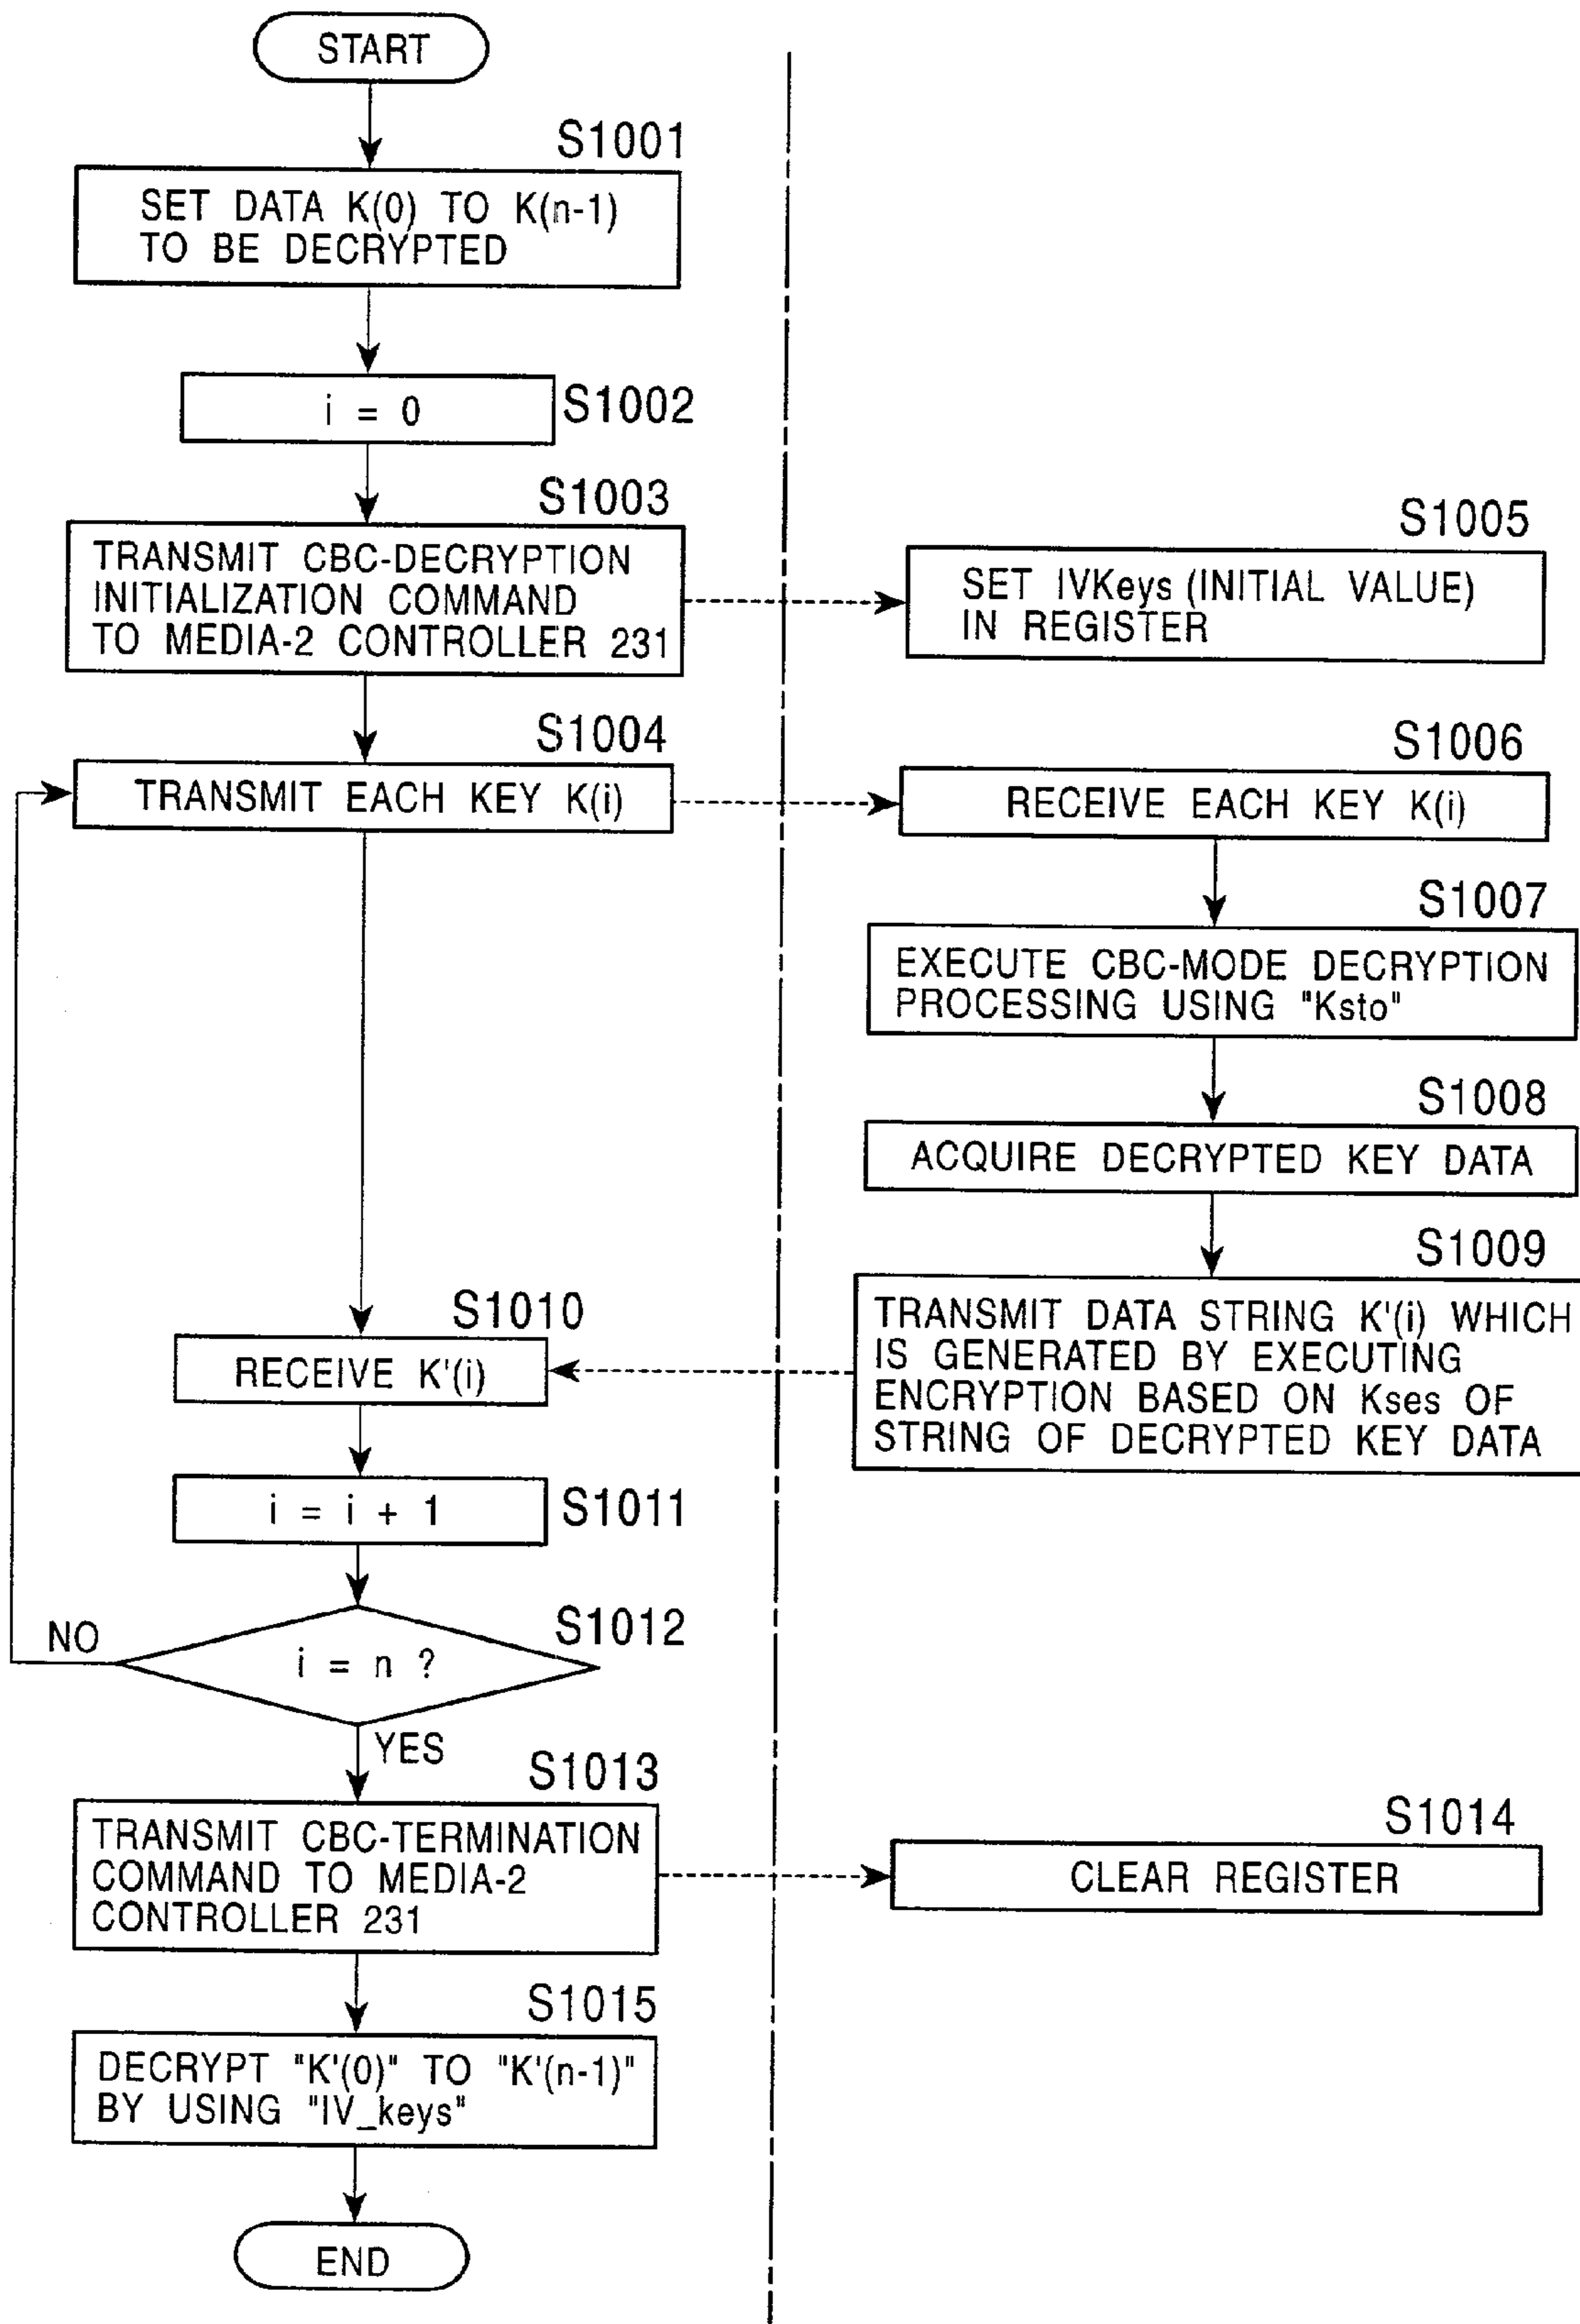 START
S1001
SET DATA K(0) TO K(n-1)
TO BE DECRYPTED
i = 0
S1002
S1003
TRANSMIT CBC-DECRYPTION
INITIALIZATION COMMAND
TO MEDIA-2 CONTROLLER 231
S1005
SET IVKeys (INITIAL VALUE)
IN REGISTER
S1004
TRANSMIT EACH KEY K(i)
S1006
RECEIVE EACH KEY K(i)
S1007
EXECUTE CBC-MODE DECRYPTION
PROCESSING USING "Ksto"
S1008
ACQUIRE DECRYPTED KEY DATA
S1009
TRANSMIT DATA STRING K'(i) WHICH
IS GENERATED BY EXECUTING
ENCRYPTION BASED ON Kses OF
STRING OF DECRYPTED KEY DATA
S1010
RECEIVE K'(i)
i = i + 1
S1011
S1012
NO
i = n ?
YES
S1013
TRANSMIT CBC-TERMINATION
COMMAND TO MEDIA-2
CONTROLLER 231
S1014
CLEAR REGISTER
S1015
DECRYPT "K'(0)" TO "K'(n-1)"
BY USING "IV_keys"
END